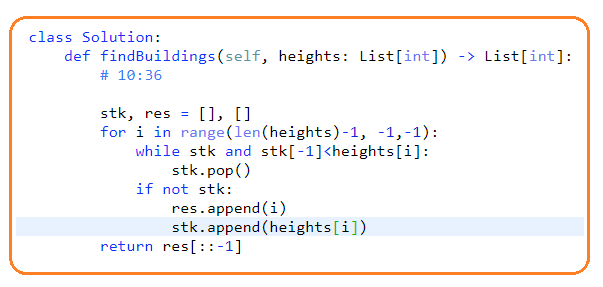 class Solution:
    def findBuildings(self, heights: List[int]) -> List[int]:
        # 10:36
        stk, res = [], []
        for i in range(len(heights)-1, -1,-1):
            while stk and stk[-1]<heights[i]:
                stk.pop()
            if not stk:
                res.append(i)
                stk.append(heights[i])
        return res[::-1]